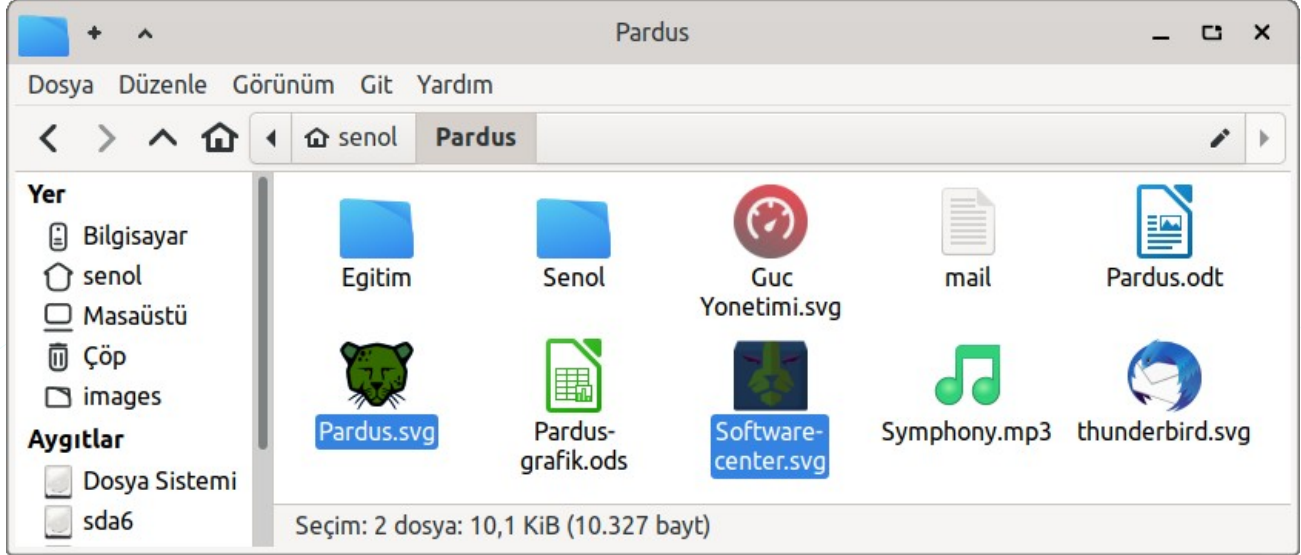 Pardus
Dosya Düzenle Görünüm Git Yardım
senol Pardus
Yer
Bilgisayar
senol
Masaüstü
Çöp
images
Aygıtlar
Dosya Sistemi
sda6
Egitim
Senol
Guc
Yonetimi.svg
mail
Pardus.odt
Pardus.svg
Pardus-
grafik.ods
Software-
center.svg
Symphony.mp3
thunderbird.svg
Seçim: 2 dosya: 10,1 KiB (10.327 bayt)